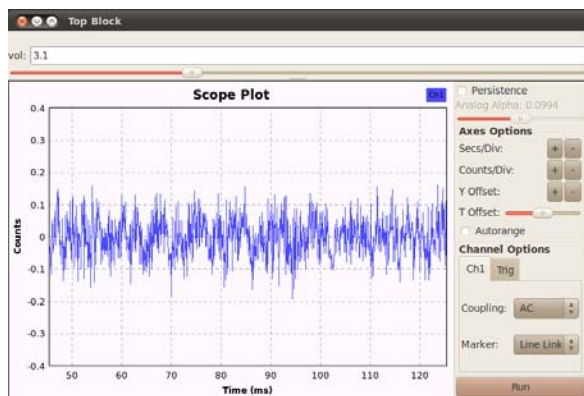 Top Block
vol: 3.1
Scope Plot
Ch1
0.4
0.3
0.2
0.1
0
-0.1
-0.2
-0.3
-0.4
Counts
50 60 70 80 90 100 110 120
Time (ms)
Persistence
Analog Alpha: 0.0994
Axes Options
Secs/Div: + -
Counts/Div: + -
Y Offset: + -
T Offset:
Autorange
Channel Options
Ch1 Trig
Coupling: AC
Marker: Line Link
Run